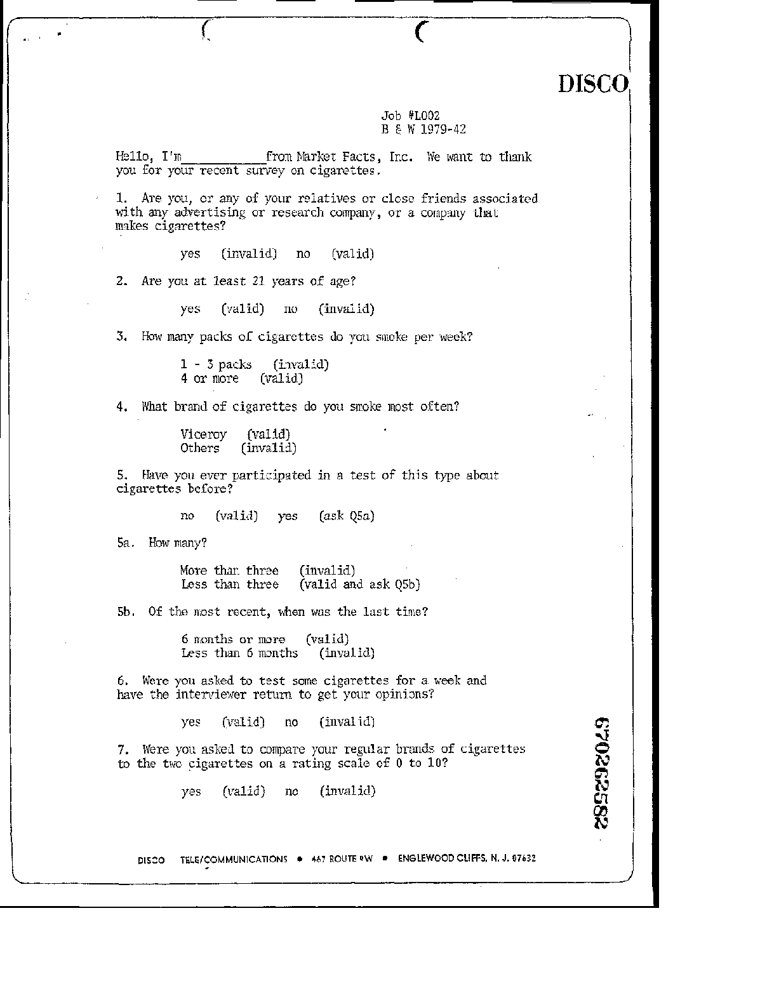 DISCO
Job #L002
B & W 1979-42
Hello, I'm____________from Market Facts, Inc. We want to thank
you for your recent survey on cigarettes.
1. Are you, or any of your relatives or close friends associated
with any advertising or research company, or a company that
makes cigarettes?
yes (invalid) no (valid)
2. Are you at least 21 years of age?
yes (valid) no (invalid)
3. How many packs of cigarettes do you smoke per week?
1 - 3 packs (invalid)
4 or more (valid)
4. What brand of cigarettes do you smoke most often?
Viceroy (valid)
Others (invalid)
5. Have you ever participated in a test of this type about
cigarettes before?
no (valid) yes (ask Q5a)
5a. How many?
More than three (invalid)
Less than three (valid and ask Q5b)
5b. Of the most recent, when was the last time?
6 months or more (valid)
Less than 6 months (invalid)
6. Were you asked to test some cigarettes for a week and
have the interviewer return to get your opinions?
yes (valid) no (invalid)
7. Were you asked to compare your regular brands of cigarettes
to the two cigarettes on a rating scale of 0 to 10?
yes (valid) no (invalid)
670262582
DISCO TELE/COMMUNICATIONS • 467 ROUTE 9W • ENGLEWOOD CLIFFS, N. J. 07632